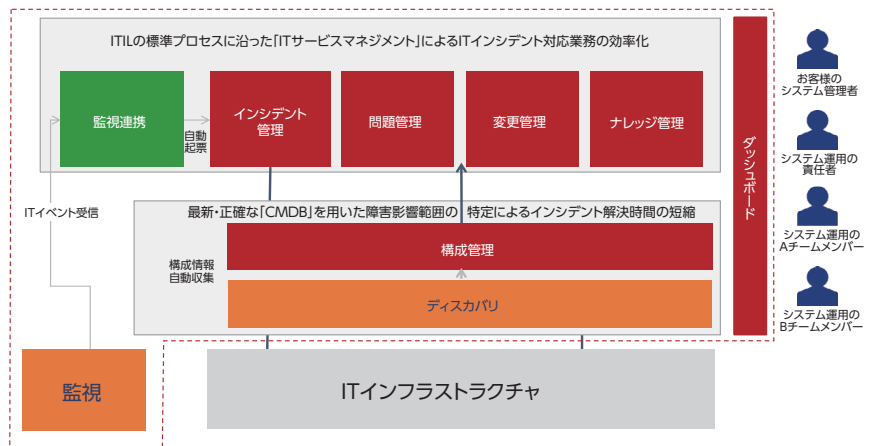 ITILの標準プロセスに沿った「ITサービスマネジメント」によるITインシデント対応業務の効率化
監視連携
自動
起票
インシデント
管理
問題管理
変更管理
ナレッジ管理
ダッシュボード
お客様の
システム管理者
システム運用の
責任者
システム運用の
Aチームメンバー
システム運用の
Bチームメンバー
ITイベント受信
最新・正確な「CMDB」を用いた障害影響範囲の 特定によるインシデント解決時間の短縮
構成情報
自動収集
構成管理
ディスカバリ
監視
ITインフラストラクチャ